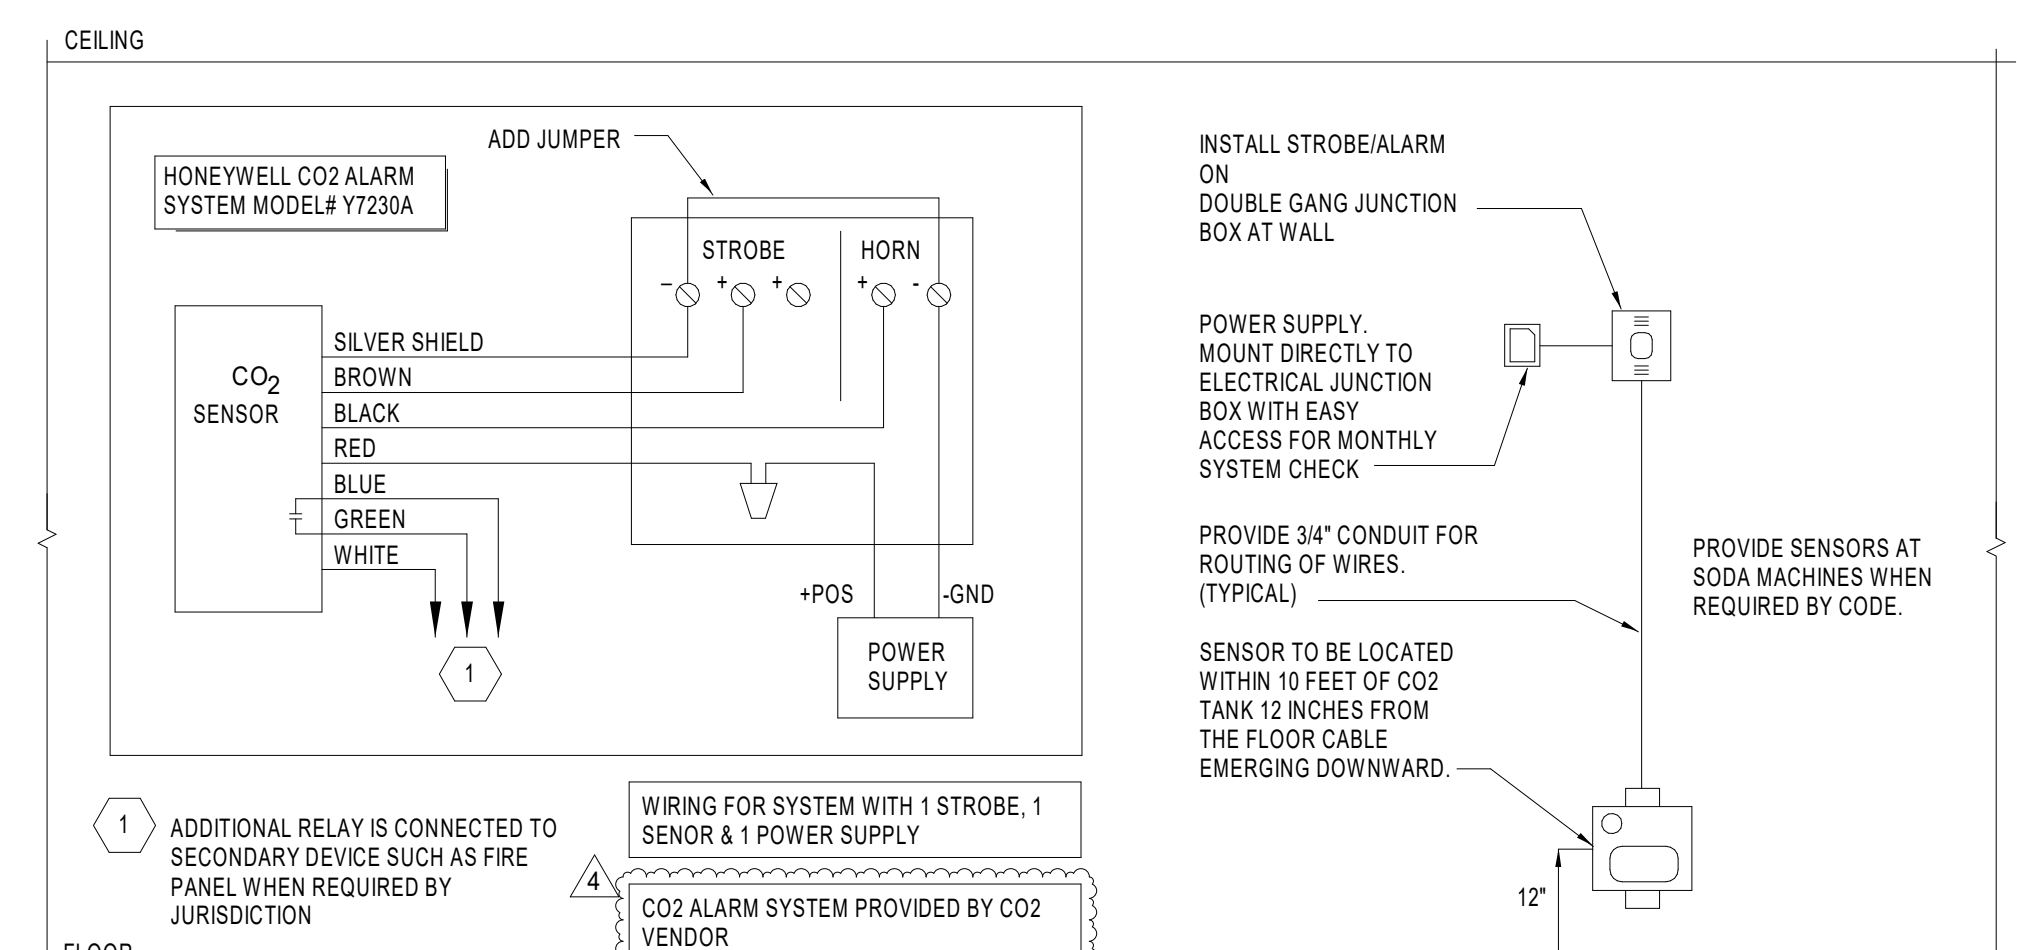 CEILING
ADD JUMPER
HONEYWELL CO2 ALARM
SYSTEM MODEL# Y7230A
STROBE
HORN
– + + + -
CO2
SENSOR
SILVER SHIELD
BROWN
BLACK
RED
BLUE
GREEN
WHITE
+POS
-GND
POWER
SUPPLY
1
1
ADDITIONAL RELAY IS CONNECTED TO
SECONDARY DEVICE SUCH AS FIRE
PANEL WHEN REQUIRED BY
JURISDICTION
FLOOR
WIRING FOR SYSTEM WITH 1 STROBE, 1
SENOR & 1 POWER SUPPLY
4
CO2 ALARM SYSTEM PROVIDED BY CO2
VENDOR
INSTALL STROBE/ALARM
ON
DOUBLE GANG JUNCTION
BOX AT WALL
POWER SUPPLY.
MOUNT DIRECTLY TO
ELECTRICAL JUNCTION
BOX WITH EASY
ACCESS FOR MONTHLY
SYSTEM CHECK
PROVIDE 3/4" CONDUIT FOR
ROUTING OF WIRES.
(TYPICAL)
PROVIDE SENSORS AT
SODA MACHINES WHEN
REQUIRED BY CODE.
SENSOR TO BE LOCATED
WITHIN 10 FEET OF CO2
TANK 12 INCHES FROM
THE FLOOR CABLE
EMERGING DOWNWARD.
12"